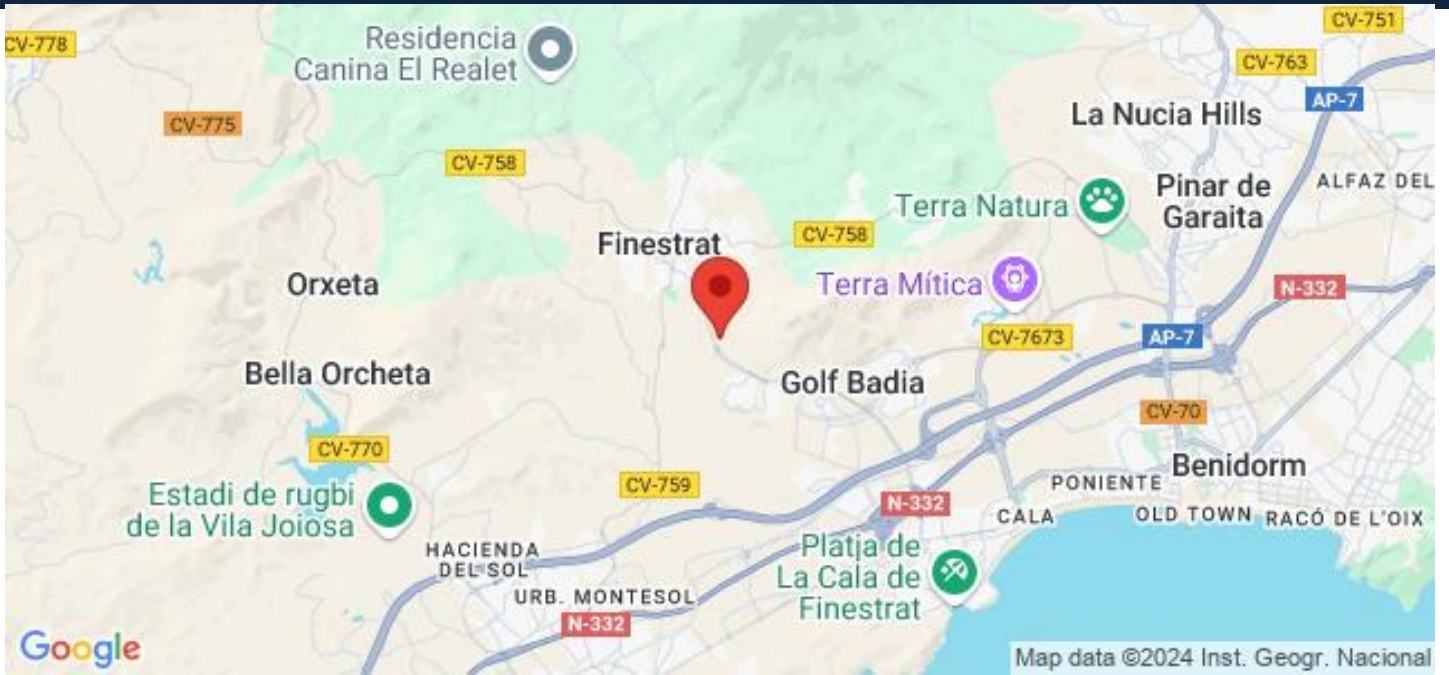 CV-778
Residencia
Canina El Realet
CV-751
CV-763
AP-7
CV-775
La Nucia Hills
CV-758
Terra Natura
Pinar de
Garaita
ALFAZ DEL
Finestrat
CV-758
Orxeta
Terra Mítica
N-332
CV-7673
AP-7
Bella Orcheta
Golf Badia
CV-70
CV-770
Benidorm
CV-759
PONIENTE
Estadi de rugbi
de la Vila Joiosa
N-332
CALA
OLD TOWN
RACÓ DE L'OIX
HACIENDA
DEL SOL
Platja de
La Cala de
Finestrat
URB. MONTESOL
N-332
Google
Map data ©2024 Inst. Geogr. Nacional